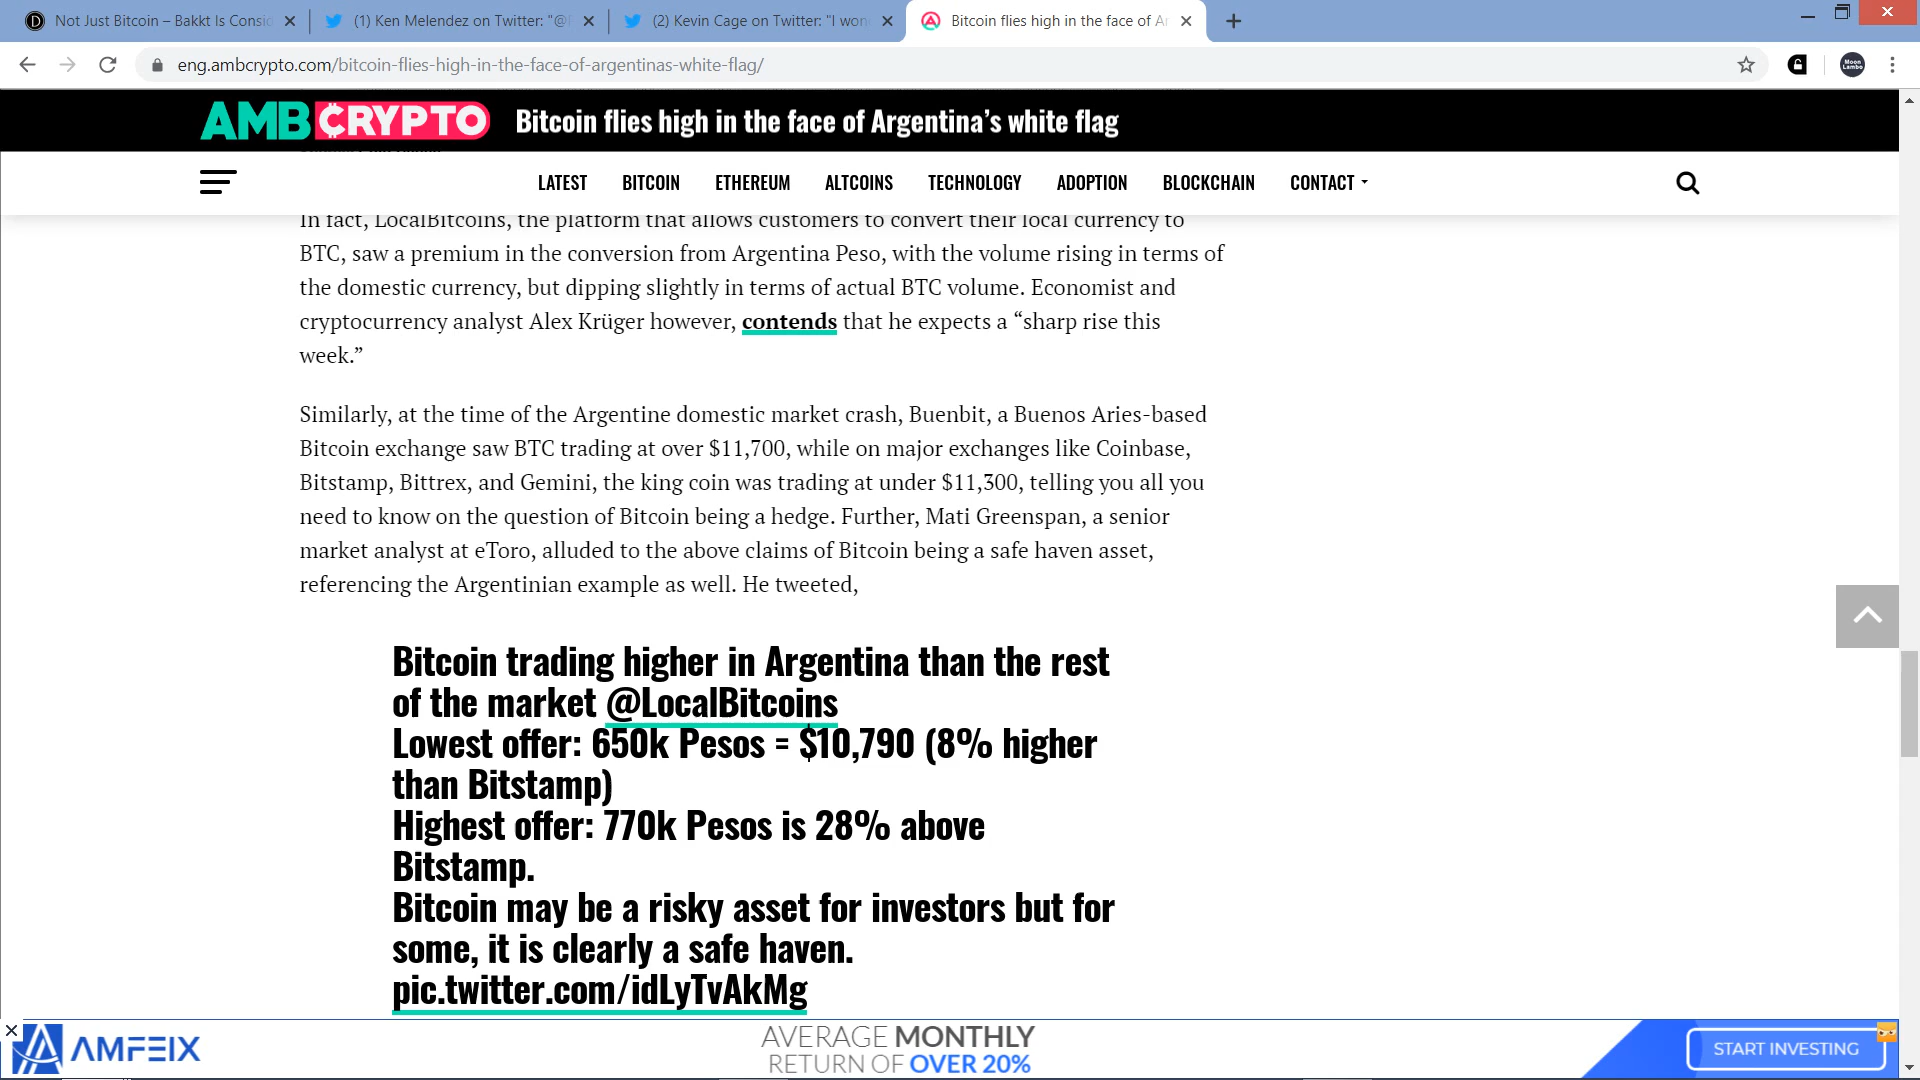 Not Just Bitcoin – Bakkt Is Consid
(1) Ken Melendez on Twitter: "@
(2) Kevin Cage on Twitter: "I won
Bitcoin flies high in the face of Ar
eng.ambcrypto.com/bitcoin-flies-high-in-the-face-of-argentinas-white-flag/
Moon Lambo
AMBCRYPTO Bitcoin flies high in the face of Argentina’s white flag
LATEST BITCOIN ETHEREUM ALTCOINS TECHNOLOGY ADOPTION BLOCKCHAIN CONTACT
In fact, LocalBitcoins, the platform that allows customers to convert their local currency to
BTC, saw a premium in the conversion from Argentina Peso, with the volume rising in terms of
the domestic currency, but dipping slightly in terms of actual BTC volume. Economist and
cryptocurrency analyst Alex Krüger however, contends that he expects a “sharp rise this
week.”
Similarly, at the time of the Argentine domestic market crash, Buenbit, a Buenos Aries-based
Bitcoin exchange saw BTC trading at over $11,700, while on major exchanges like Coinbase,
Bitstamp, Bittrex, and Gemini, the king coin was trading at under $11,300, telling you all you
need to know on the question of Bitcoin being a hedge. Further, Mati Greenspan, a senior
market analyst at eToro, alluded to the above claims of Bitcoin being a safe haven asset,
referencing the Argentinian example as well. He tweeted,
Bitcoin trading higher in Argentina than the rest
of the market @LocalBitcoins
Lowest offer: 650k Pesos = $10,790 (8% higher
than Bitstamp)
Highest offer: 770k Pesos is 28% above
Bitstamp.
Bitcoin may be a risky asset for investors but for
some, it is clearly a safe haven.
pic.twitter.com/idLyTvAkMg
AMFEIX
AVERAGE MONTHLY
RETURN OF OVER 20%
START INVESTING